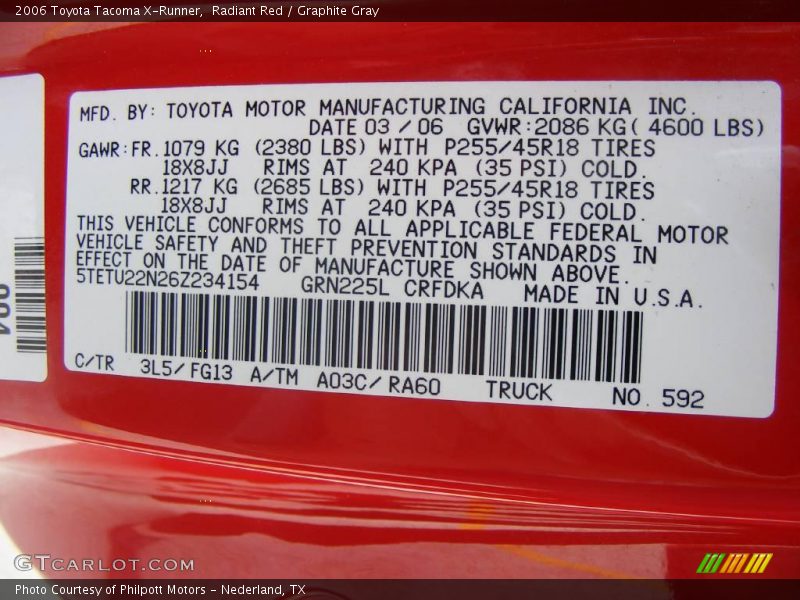 2006 Toyota Tacoma X-Runner, Radiant Red / Graphite Gray
MFD. BY: TOYOTA MOTOR MANUFACTURING CALIFORNIA INC.
DATE 03 / 06 GVWR:2086 KG( 4600 LBS)
GAWR:FR.1079 KG (2380 LBS) WITH P255/45R18 TIRES
18X8JJ RIMS AT 240 KPA (35 PSI) COLD.
RR.1217 KG (2685 LBS) WITH P255/45R18 TIRES
18X8JJ RIMS AT 240 KPA (35 PSI) COLD.
THIS VEHICLE CONFORMS TO ALL APPLICABLE FEDERAL MOTOR
VEHICLE SAFETY AND THEFT PREVENTION STANDARDS IN
EFFECT ON THE DATE OF MANUFACTURE SHOWN ABOVE.
5TETU22N26Z234154 GRN225L CRFDKA MADE IN U.S.A.
C/TR 3L5/FG13 A/TM A03C/RA60 TRUCK NO. 592
004
GTCARLOT.COM
Photo Courtesy of Philpott Motors - Nederland, TX